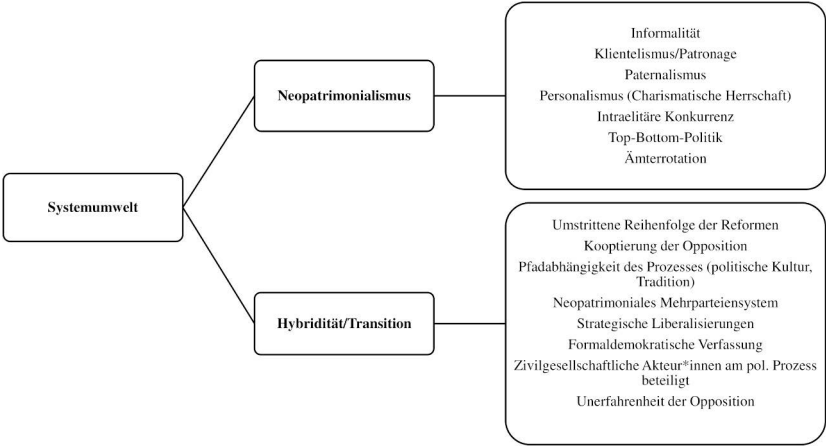 Systemumwelt
Neopatrimonialismus
Informalität
Klientelismus/Patronage
Paternalismus
Personalismus (Charismatische Herrschaft)
Intraelitäre Konkurrenz
Top-Bottom-Politik
Ämterrotation
Hybridität/Transition
Umstrittene Reihenfolge der Reformen
Kooptierung der Opposition
Pfadabhängigkeit des Prozesses (politische Kultur,
Tradition)
Neopatrimoniales Mehrparteiensystem
Strategische Liberalisierungen
Formaldemokratische Verfassung
Zivilgesellschaftliche Akteur*innen am pol. Prozess
beteiligt
Unerfahrenheit der Opposition